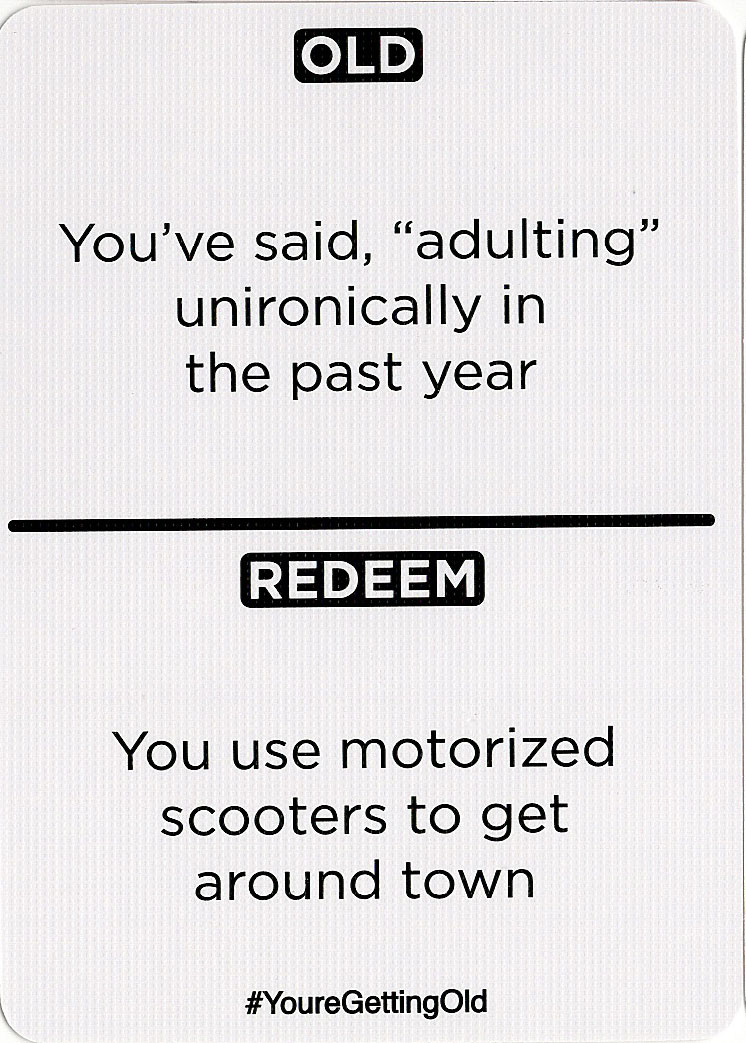 OLD
You’ve said, “adulting”
unironically in
the past year
REDEEM
You use motorized
scooters to get
around town
#YoureGettingOld